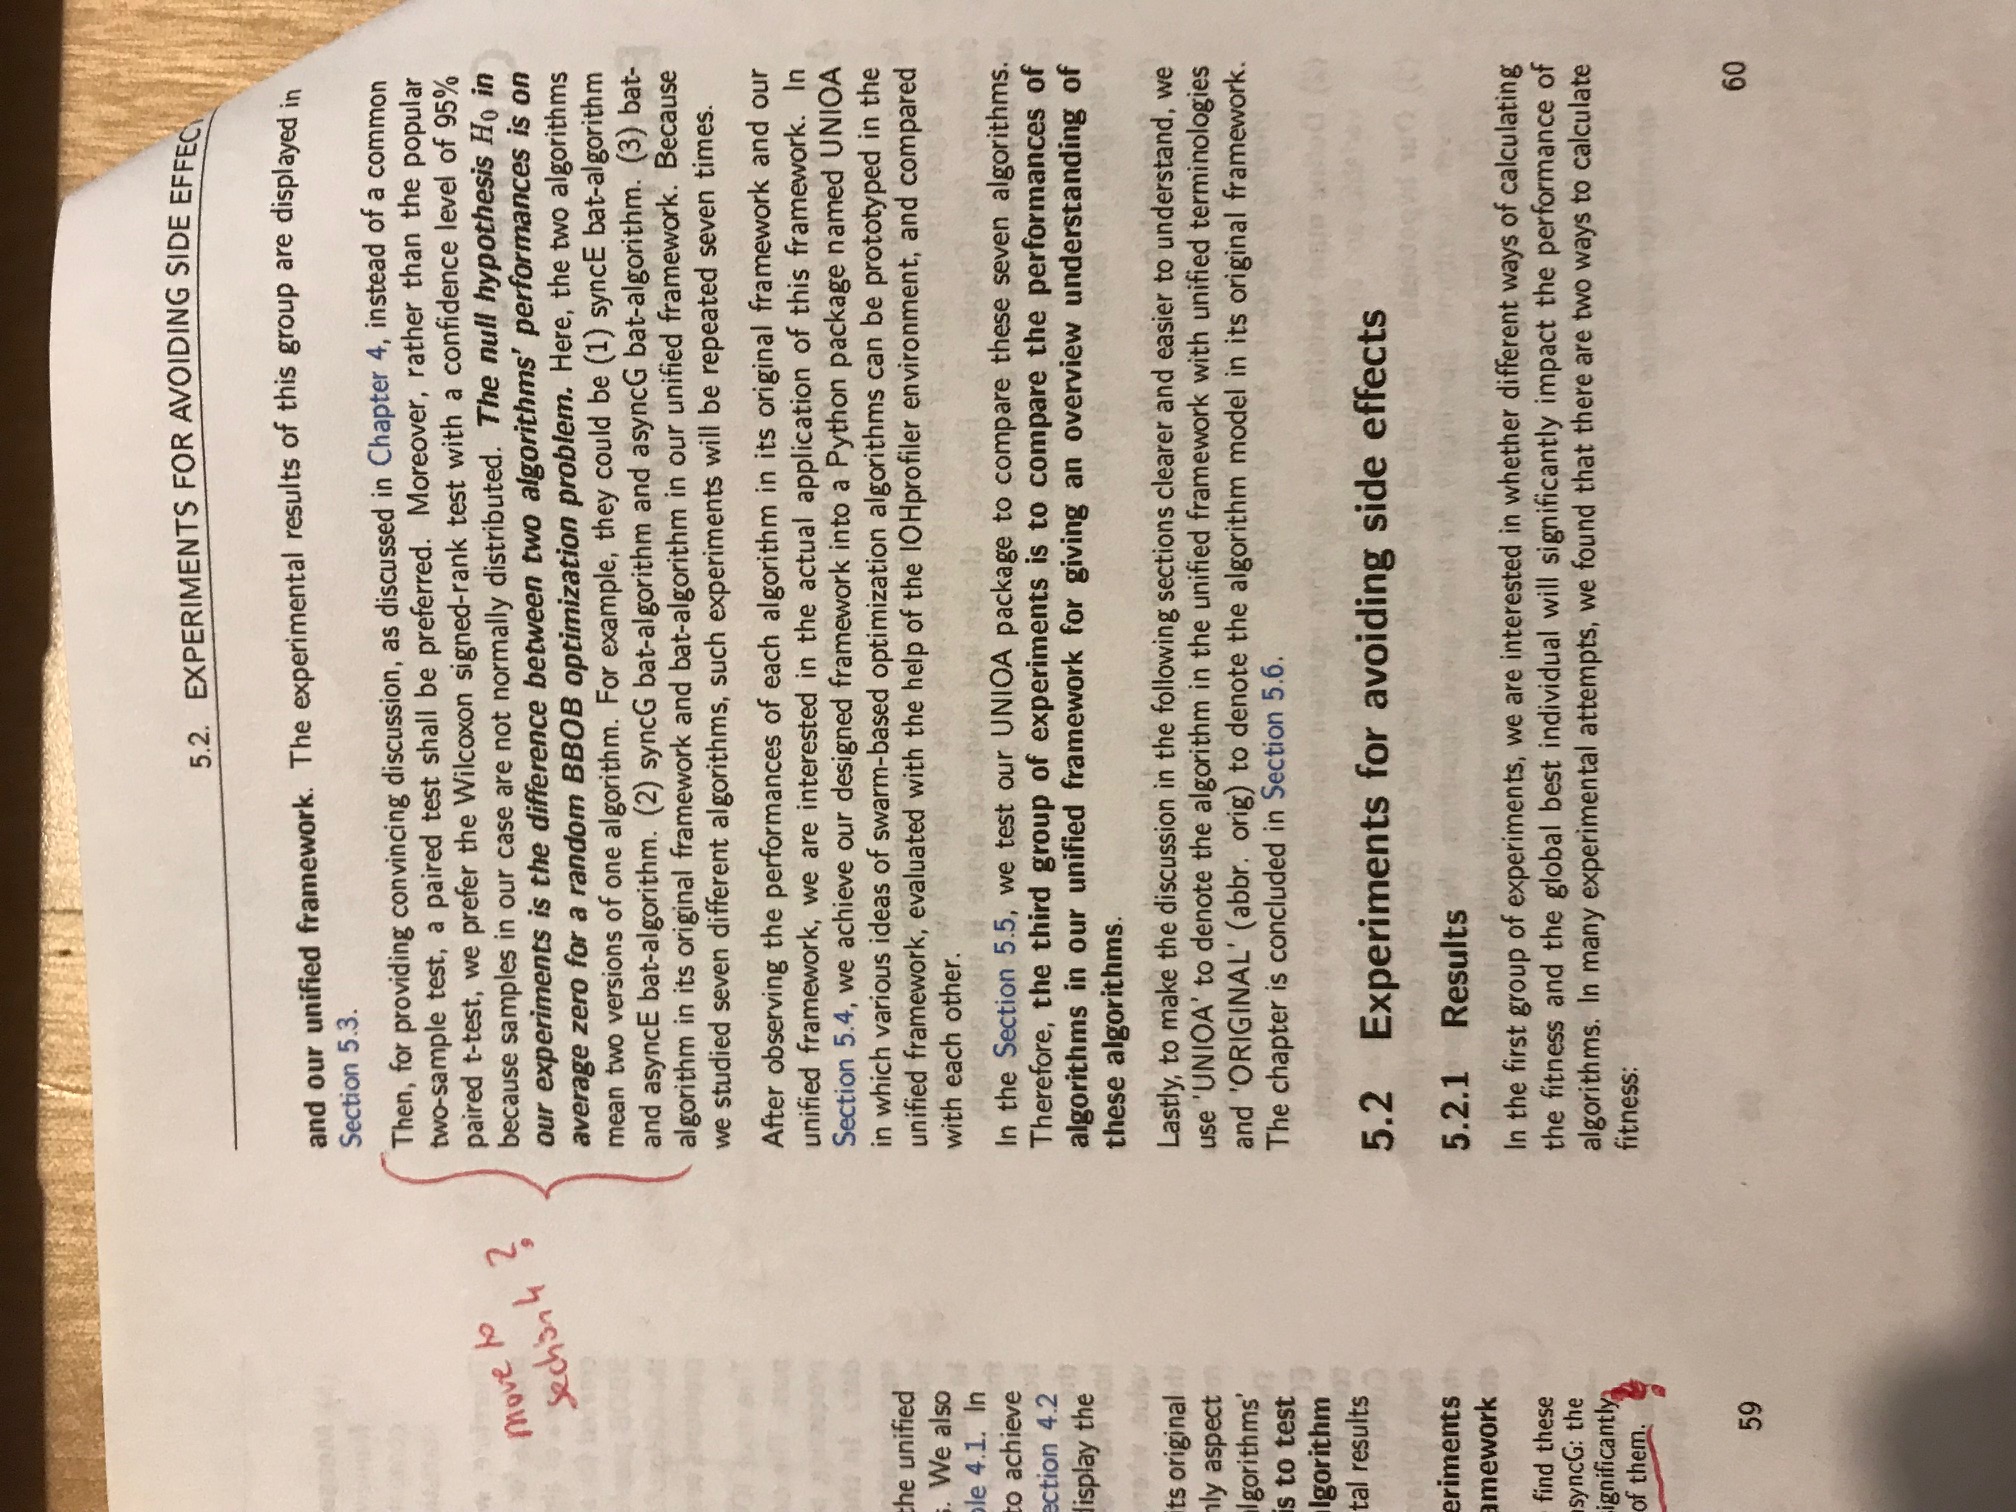 the unified
. We also
ble 4.1. In
to achieve
ection 4.2
display the
its original
nly aspect
algorithms'
is to test
algorithm
tal results
eriments
amework
find these
asyncG: the
significantly
of them.
59
move to
section 4 ?
5.2. EXPERIMENTS FOR AVOIDING SIDE EFFEC
and our unified framework. The experimental results of this group are displayed in
Section 5.3.
Then, for providing convincing discussion, as discussed in Chapter 4, instead of a common
two-sample test, a paired test shall be preferred. Moreover, rather than the popular
paired t-test, we prefer the Wilcoxon signed-rank test with a confidence level of 95%
because samples in our case are not normally distributed. The null hypothesis H0 in
our experiments is the difference between two algorithms' performances is on
average zero for a random BBOB optimization problem. Here, the two algorithms
mean two versions of one algorithm. For example, they could be (1) syncE bat-algorithm
and asyncE bat-algorithm. (2) syncG bat-algorithm and asyncG bat-algorithm. (3) bat-
algorithm in its original framework and bat-algorithm in our unified framework. Because
we studied seven different algorithms, such experiments will be repeated seven times.
After observing the performances of each algorithm in its original framework and our
unified framework, we are interested in the actual application of this framework. In
Section 5.4, we achieve our designed framework into a Python package named UNIOA
in which various ideas of swarm-based optimization algorithms can be prototyped in the
unified framework, evaluated with the help of the IOHprofiler environment, and compared
with each other.
In the Section 5.5, we test our UNIOA package to compare these seven algorithms.
Therefore, the third group of experiments is to compare the performances of
algorithms in our unified framework for giving an overview understanding of
these algorithms.
Lastly, to make the discussion in the following sections clearer and easier to understand, we
use 'UNIOA' to denote the algorithm in the unified framework with unified terminologies
and 'ORIGINAL' (abbr. orig) to denote the algorithm model in its original framework.
The chapter is concluded in Section 5.6.
5.2 Experiments for avoiding side effects
5.2.1 Results
In the first group of experiments, we are interested in whether different ways of calculating
the fitness and the global best individual will significantly impact the performance of
algorithms. In many experimental attempts, we found that there are two ways to calculate
fitness:
60